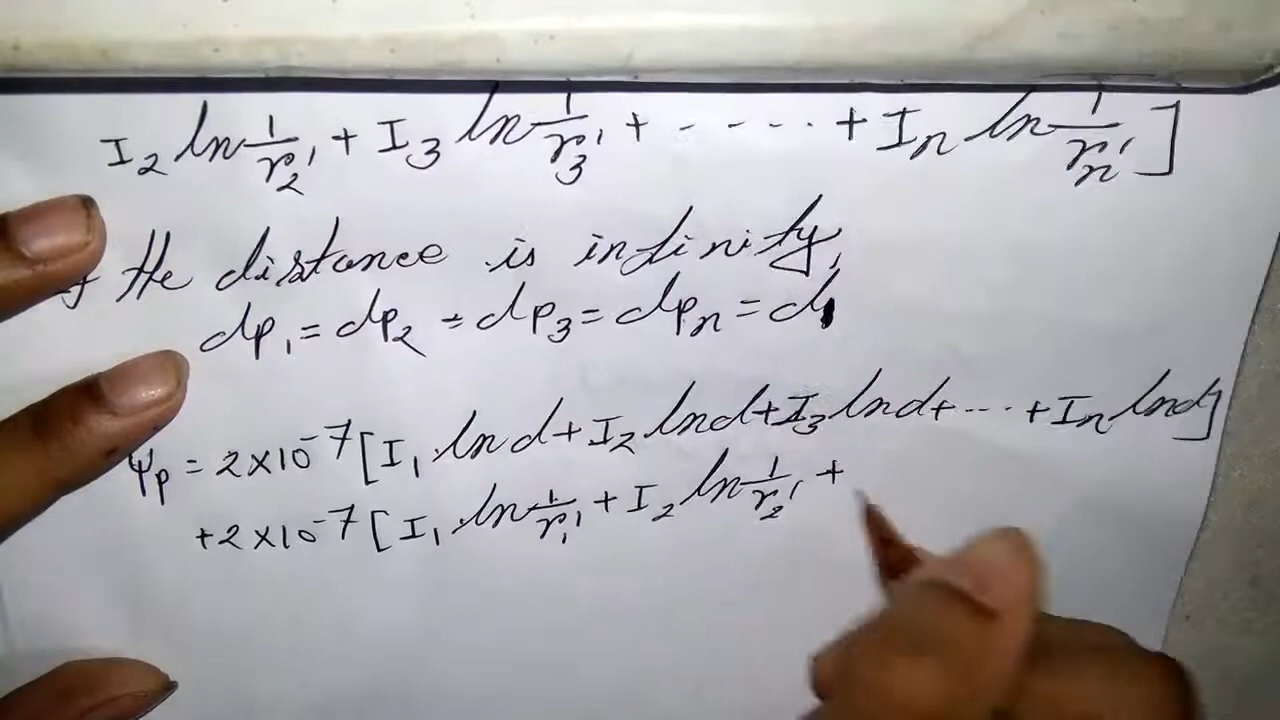 I₂ ln 1/r₂' + I₃ ln 1/r₃' + - - - - .. + Iₙ ln 1/rₙ' ]
the distance is infinity,
dp₁ = dp₂ = dp₃ = dpₙ = d
Ψp = 2×10⁻⁷ [ I₁ ln d + I₂ ln d + I₃ ln d + ... + Iₙ ln d ]
+ 2×10⁻⁷ [ I₁ ln 1/r₁' + I₂ ln 1/r₂' +